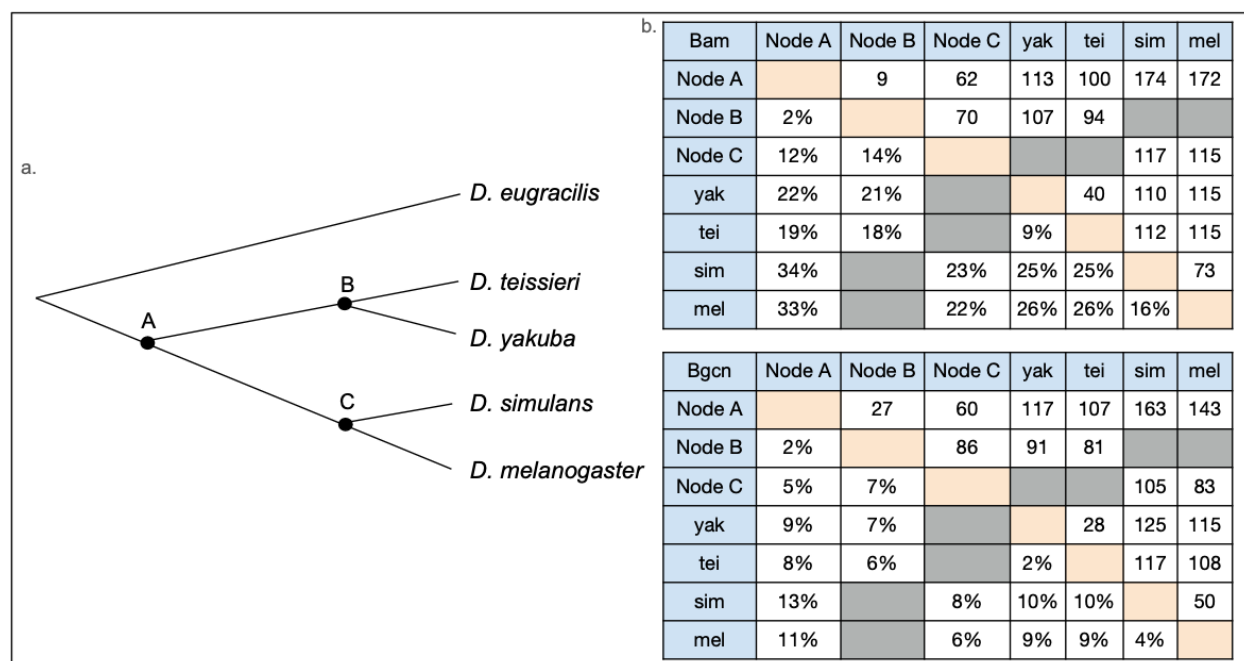 a.
D. eugracilis
A
B
D. teissieri
D. yakuba
C
D. simulans
D. melanogaster
b.
Bam Node A Node B Node C yak tei sim mel
Node A 9 62 113 100 174 172
Node B 2% 70 107 94
Node C 12% 14% 117 115
yak 22% 21% 40 110 115
tei 19% 18% 9% 112 115
sim 34% 23% 25% 25% 73
mel 33% 22% 26% 26% 16%
Bgcn Node A Node B Node C yak tei sim mel
Node A 27 60 117 107 163 143
Node B 2% 86 91 81
Node C 5% 7% 105 83
yak 9% 7% 28 125 115
tei 8% 6% 2% 117 108
sim 13% 8% 10% 10% 50
mel 11% 6% 9% 9% 4%